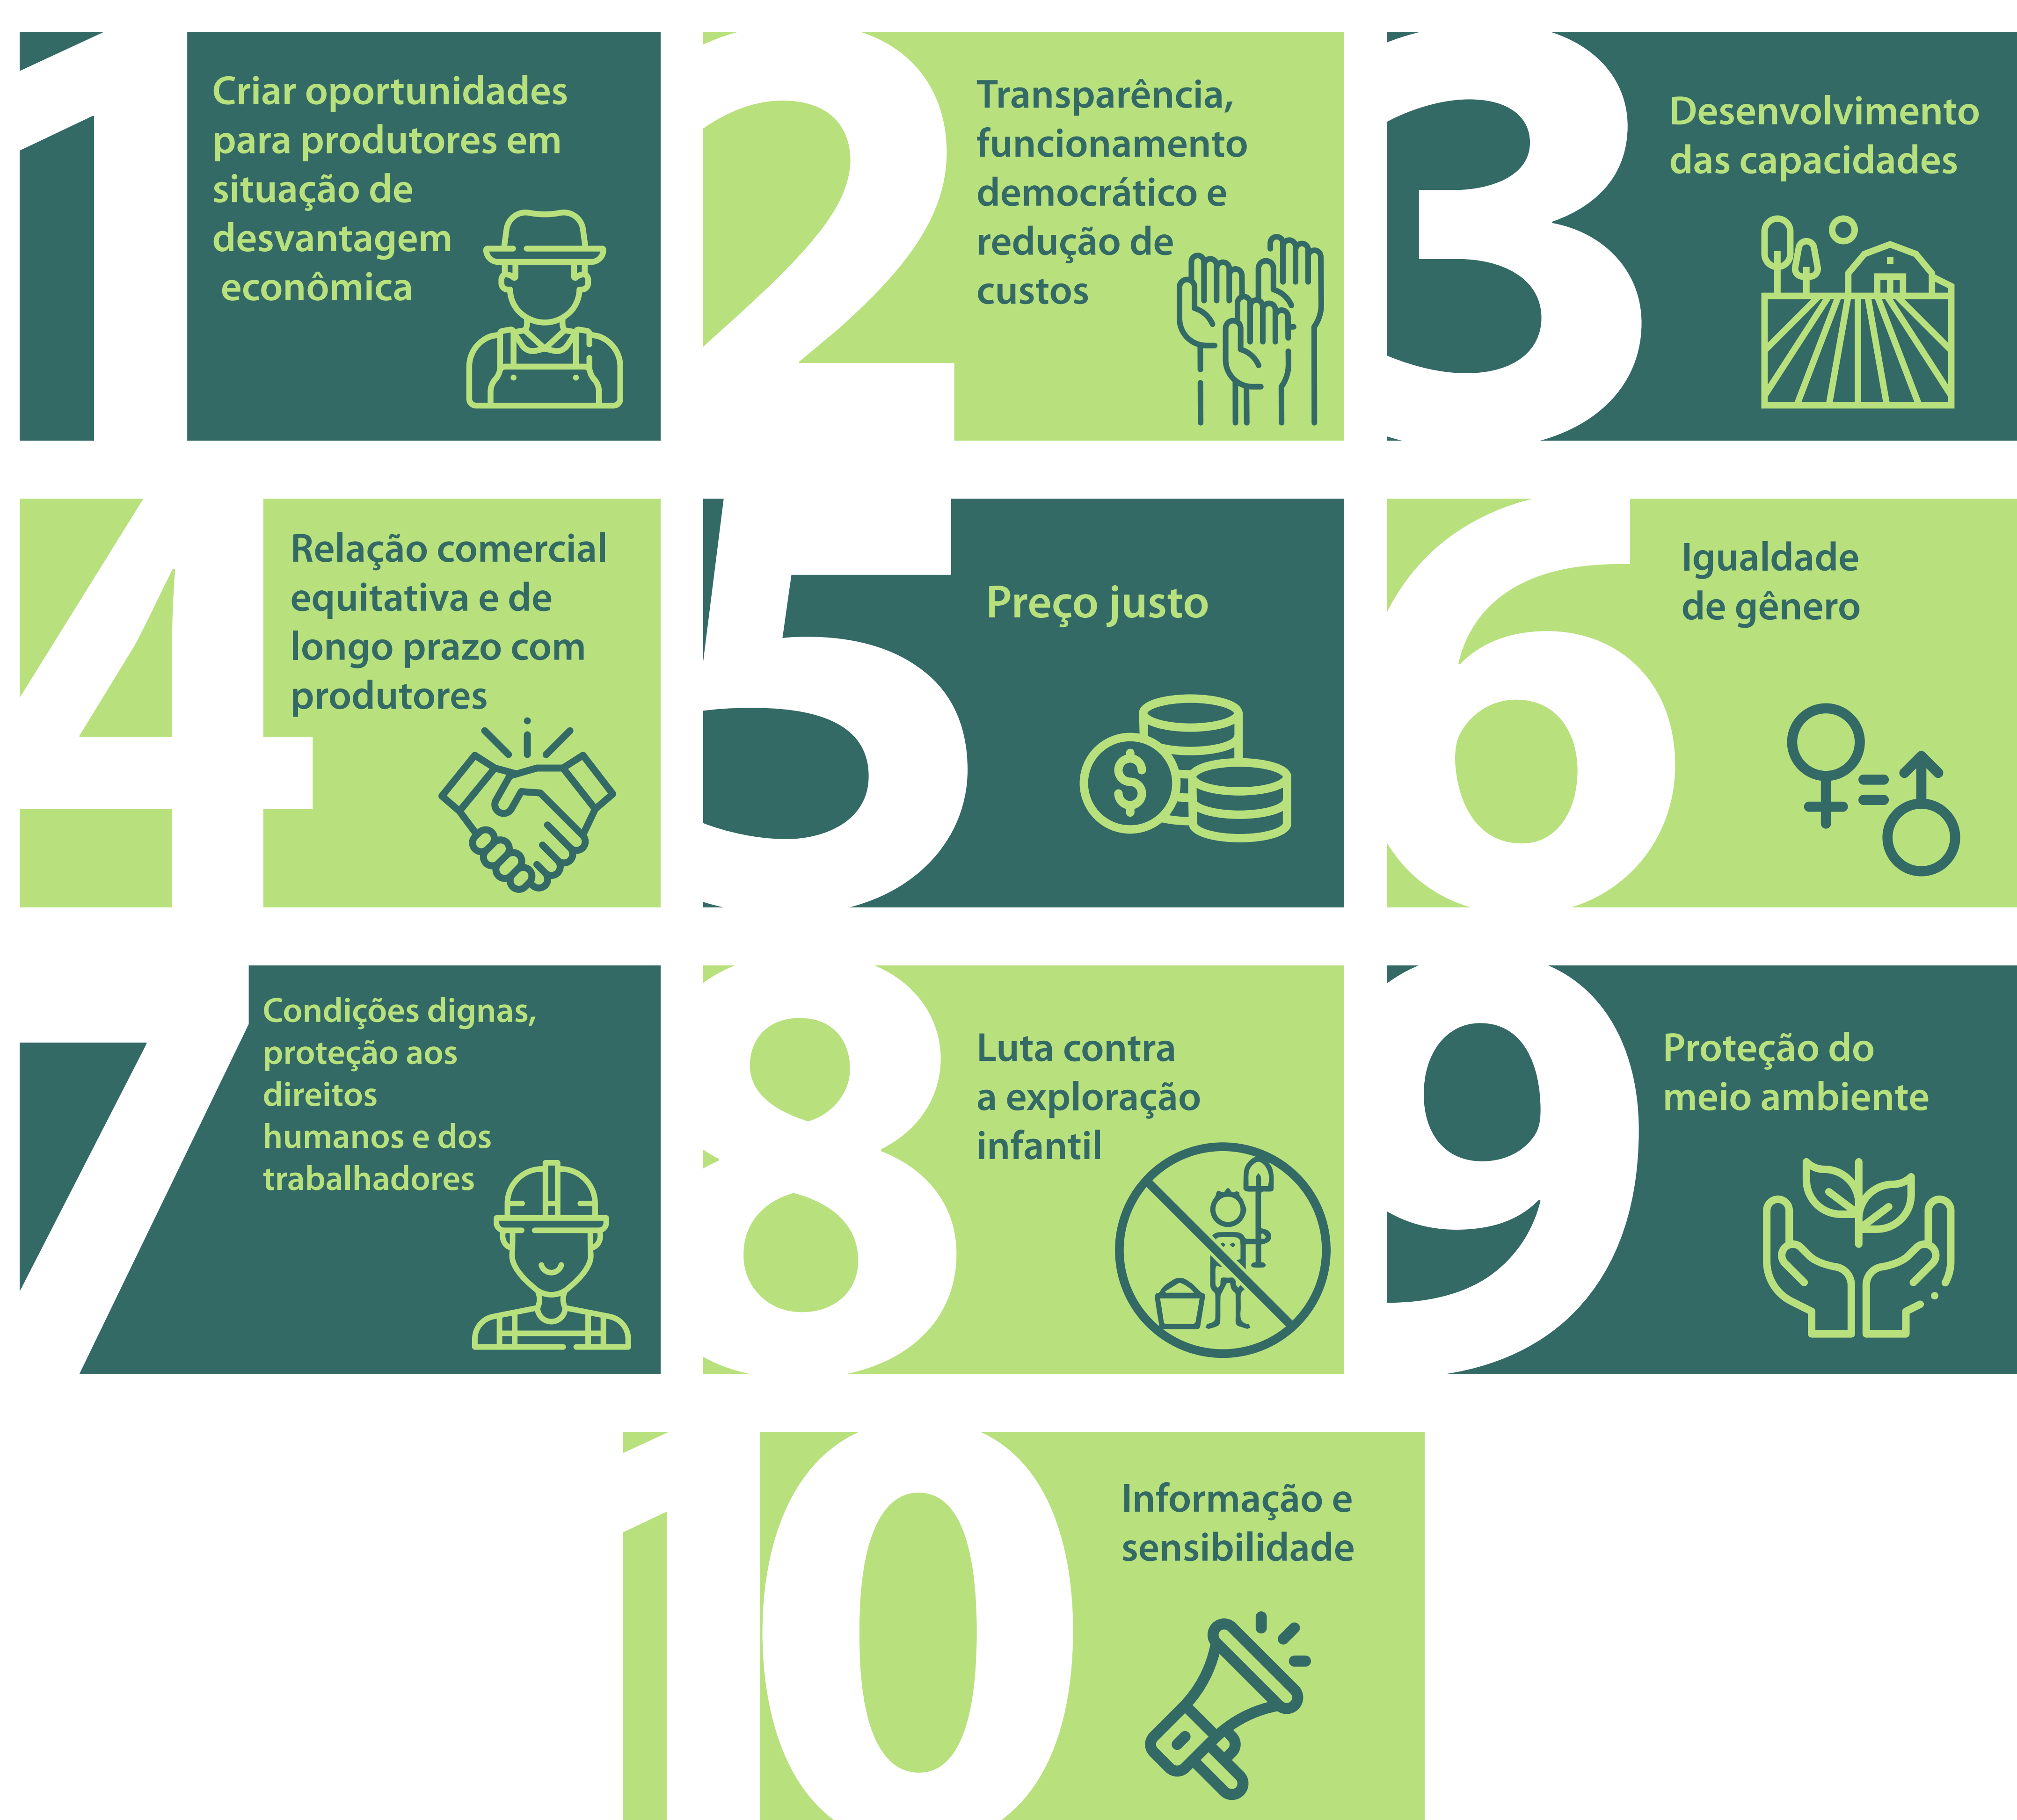 1
Criar oportunidades
para produtores em
situação de
desvantagem
econômica
2
Transparência,
funcionamento
democrático e
redução de
custos
3
Desenvolvimento
das capacidades
4
Relação comercial
equitativa e de
longo prazo com
produtores
5
Preço justo
$
6
Igualdade
de gênero
7
Condições dignas,
proteção aos
direitos
humanos e dos
trabalhadores
8
Luta contra
a exploração
infantil
9
Proteção do
meio ambiente
10
Informação e
sensibilidade